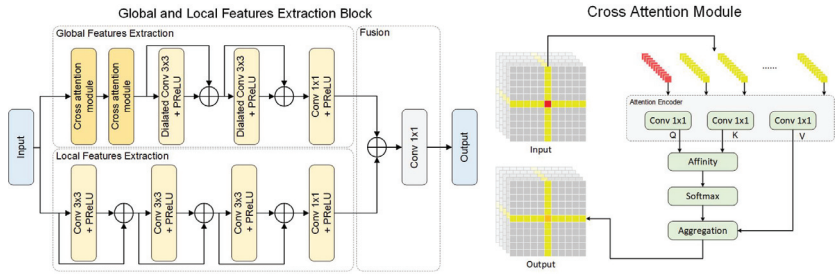 Global and Local Features Extraction Block
Global Features Extraction
Fusion
Input
Cross attention
module
Cross attention
module
Dialated Conv 3x3
+ PReLU
Dialated Conv 3x3
+ PReLU
Conv 1x1
+ PReLU
Conv 1x1
Output
Local Features Extraction
Conv 3x3
+ PReLU
Conv 3x3
+ PReLU
Conv 3x3
+ PReLU
Conv 1x1
+ PReLU
Cross Attention Module
Input
......
Attention Encoder
Conv 1x1
Conv 1x1
Conv 1x1
Q
K
V
Affinity
Softmax
Aggregation
Output